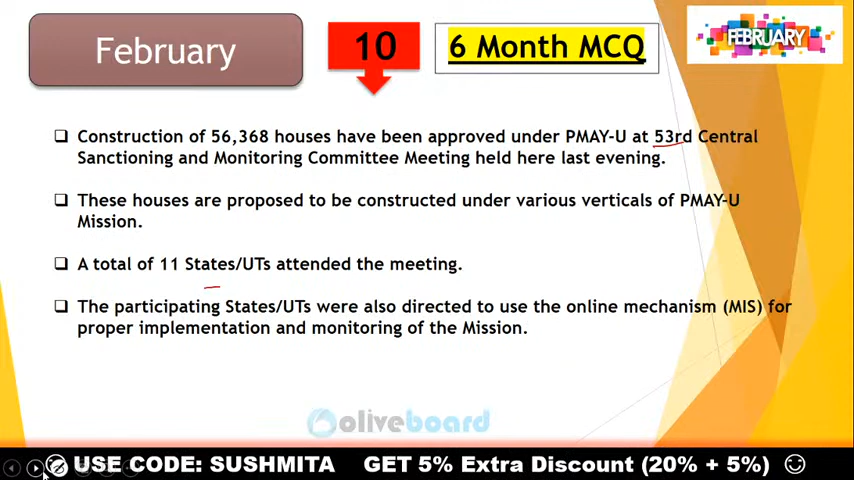 February
10
6 Month MCQ
FEBRUARY
❑ Construction of 56,368 houses have been approved under PMAY-U at 53rd Central
Sanctioning and Monitoring Committee Meeting held here last evening.
❑ These houses are proposed to be constructed under various verticals of PMAY-U
Mission.
❑ A total of 11 States/UTs attended the meeting.
❑ The participating States/UTs were also directed to use the online mechanism (MIS) for
proper implementation and monitoring of the Mission.
oliveboard
USE CODE: SUSHMITA GET 5% Extra Discount (20% + 5%)